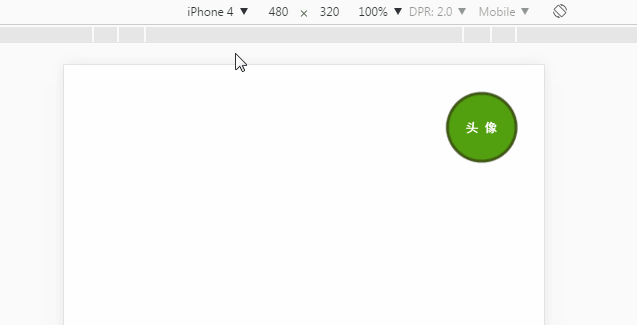 iPhone 4 ▼ 480 × 320 100% ▼ DPR: 2.0 ▼ Mobile ▼
头 像